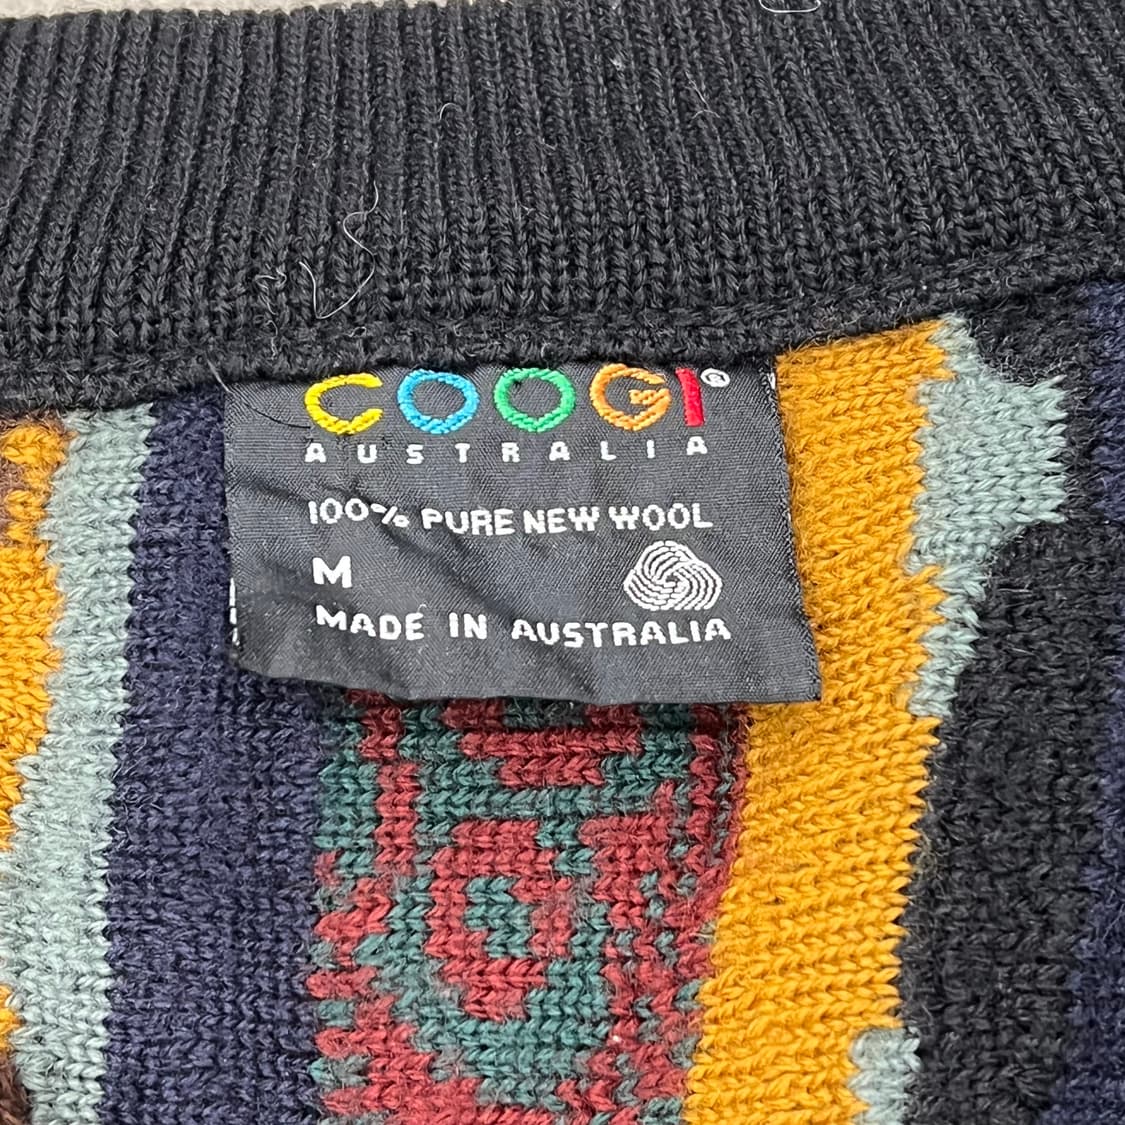 COOGI®
AUSTRALIA
100% PURE NEW WOOL
M
MADE IN AUSTRALIA